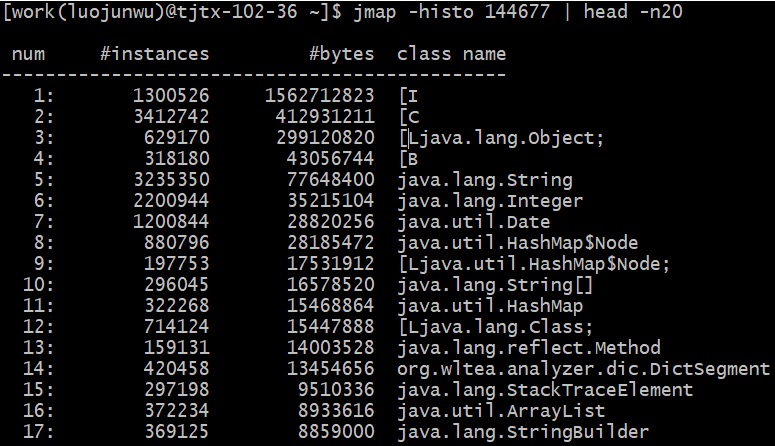 [work(luojunwu)@tjtx-102-36 ~]$ jmap -histo 144677 | head -n20
num #instances #bytes class name
----------------------------------------------
1: 1300526 1562712823 [I
2: 3412742 412931211 [C
3: 629170 299120820 [Ljava.lang.Object;
4: 318180 43056744 [B
5: 3235350 77648400 java.lang.String
6: 2200944 35215104 java.lang.Integer
7: 1200844 28820256 java.util.Date
8: 880796 28185472 java.util.HashMap$Node
9: 197753 17531912 [Ljava.util.HashMap$Node;
10: 296045 16578520 java.lang.String[]
11: 322268 15468864 java.util.HashMap
12: 714124 15447888 [Ljava.lang.Class;
13: 159131 14003528 java.lang.reflect.Method
14: 420458 13454656 org.wltea.analyzer.dic.DictSegment
15: 297198 9510336 java.lang.StackTraceElement
16: 372234 8933616 java.util.ArrayList
17: 369125 8859000 java.lang.StringBuilder